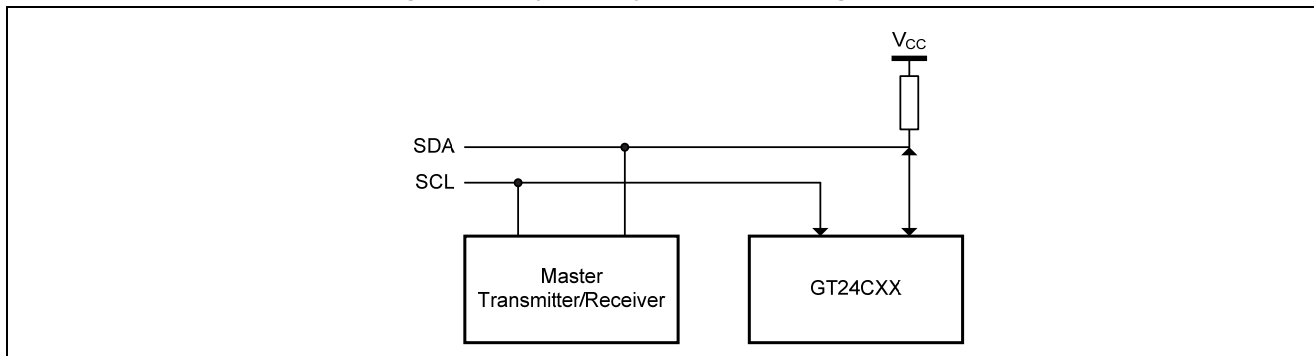 VCC
SDA
SCL
Master
Transmitter/Receiver
GT24CXX